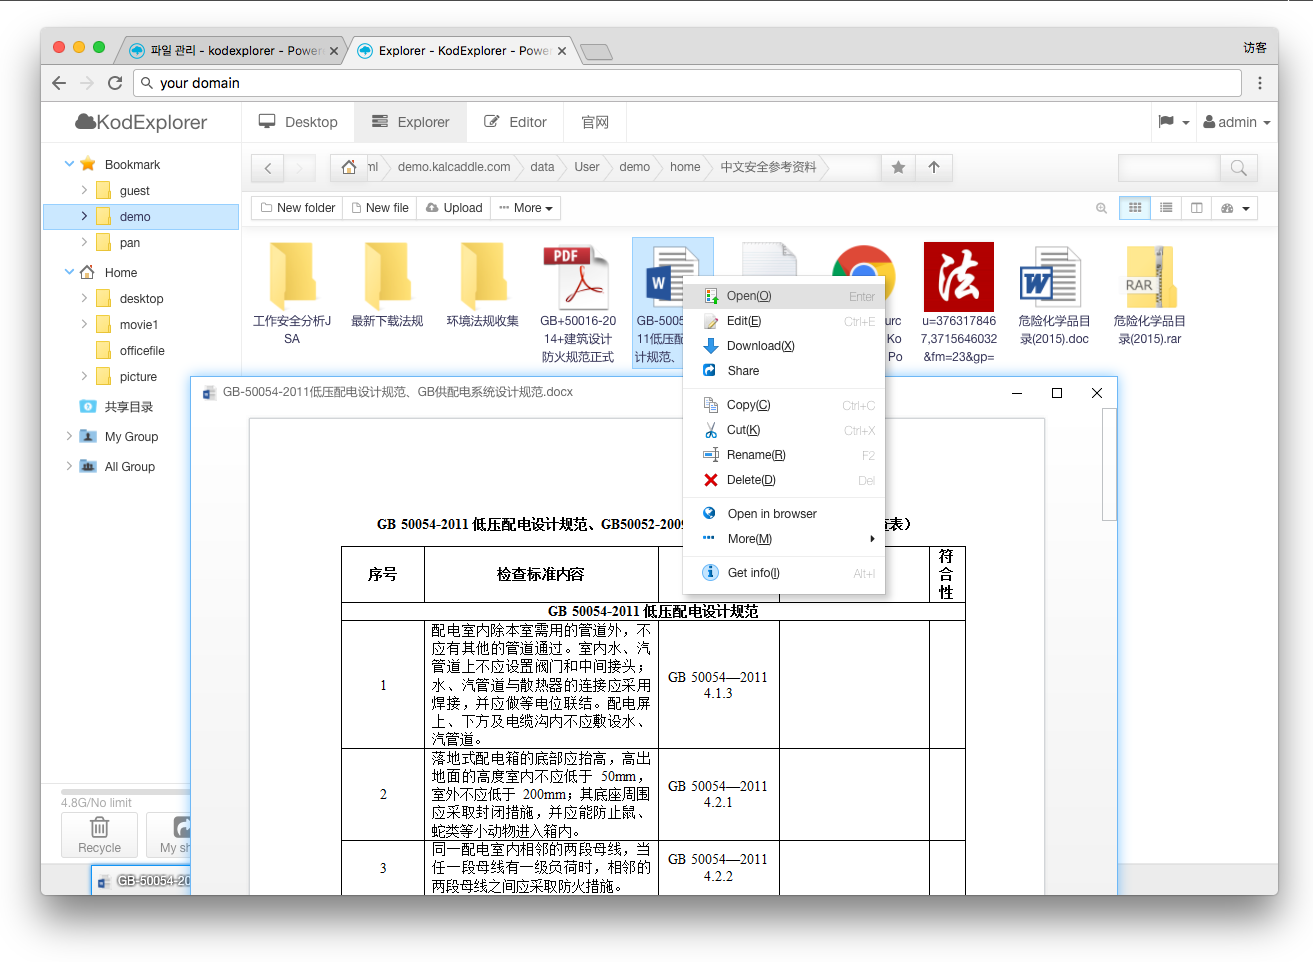 파일 관리 - kodexplorer - Power
Explorer - KodExplorer - Powe
访客
your domain
KodExplorer
Desktop
Explorer
Editor
官网
admin
Bookmark
guest
demo
pan
Home
desktop
movie1
officefile
picture
共享目录
My Group
All Group
ml
demo.kalcaddle.com
data
User
demo
home
中文安全参考资料
New folder
New file
Upload
More
工作安全分析J
SA
最新下载法规
环境法规收集
PDF
GB+50016-2014+建筑设计
防火规范正式
GB-5005
11低压配
计规范、
urc
Ko
Po
法
u=376317846
7,3715646032
&fm=23&gp=
危险化学品目
录(2015).doc
RAR
危险化学品目
录(2015).rar
Open(O) Enter
Edit(E) Ctrl+E
Download(X)
Share
Copy(C) Ctrl+C
Cut(K) Ctrl+X
Rename(R) F2
Delete(D) Del
Open in browser
More(M)
Get info(I) Alt+I
GB-50054-2011低压配电设计规范、GB供配电系统设计规范.docx
GB 50054-2011 低压配电设计规范、GB50052-2009
查表）
序号
检查标准内容
符
合
性
GB 50054-2011 低压配电设计规范
1
配电室内除本室需用的管道外，不
应有其他的管道通过。室内水、汽
管道上不应设置阀门和中间接头；
水、汽管道与散热器的连接应采用
焊接，并应做等电位联结。配电屏
上、下方及电缆沟内不应敷设水、
汽管道。
GB 50054—2011
4.1.3
2
落地式配电箱的底部应抬高，高出
地面的高度室内不应低于 50mm，
室外不应低于 200mm；其底座周围
应采取封闭措施，并应能防止鼠、
蛇类等小动物进入箱内。
GB 50054—2011
4.2.1
3
同一配电室内相邻的两段母线，当
任一段母线有一级负荷时，相邻的
两段母线之间应采取防火措施。
GB 50054—2011
4.2.2
4.8G/No limit
Recycle
My sh
GB-50054-20